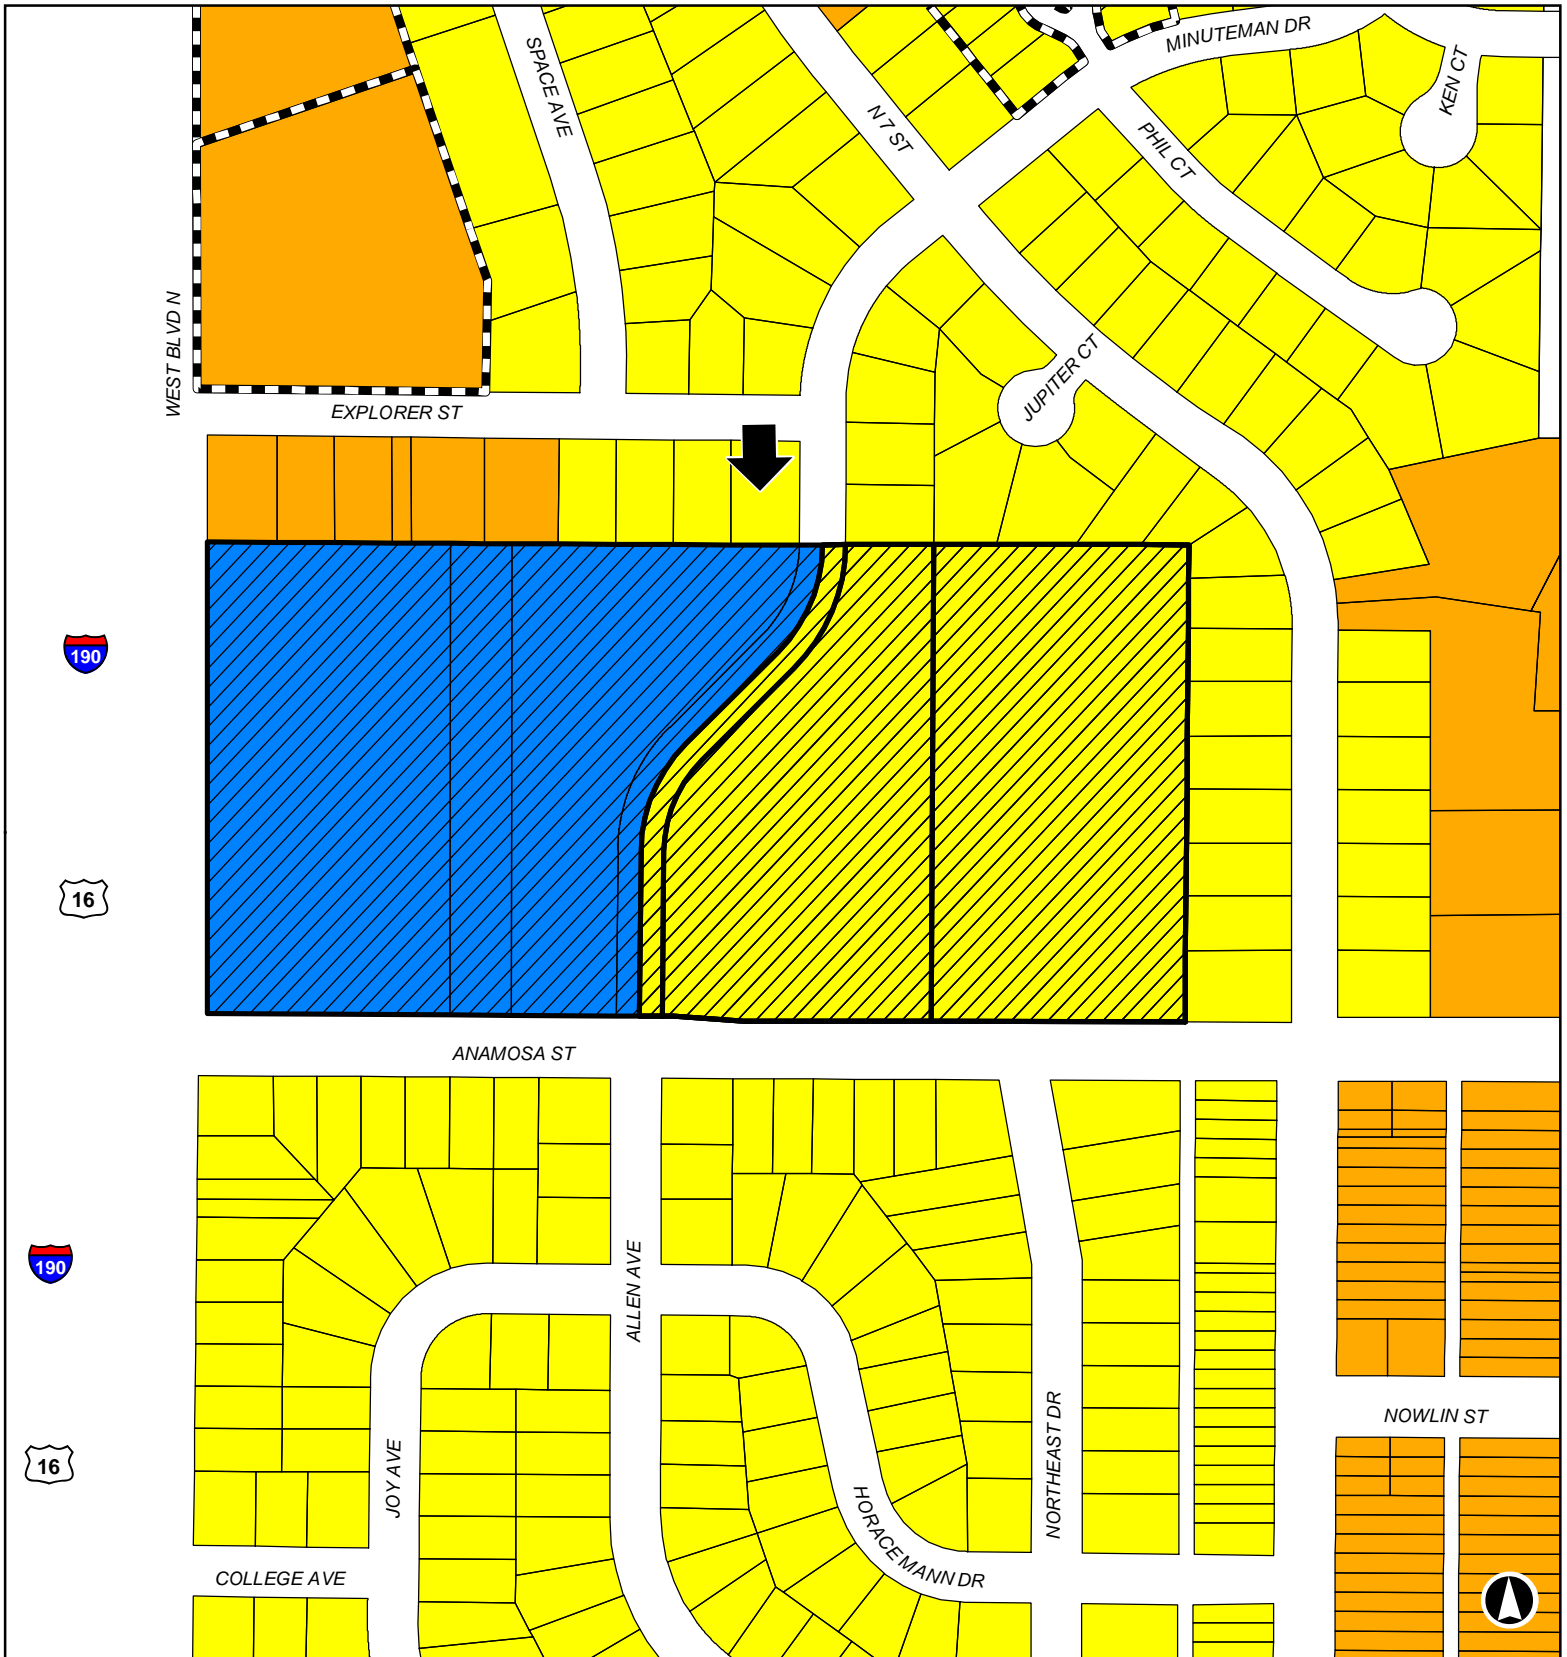 MINUTEMAN DR
SPACE AVE
KEN CT
N 7 ST
PHIL CT
WEST BLVD N
JUPITER CT
EXPLORER ST
190
16
ANAMOSA ST
190
ALLEN AVE
NOWLIN ST
16
JOY AVE
NORTHEAST DR
HORACE MANN DR
COLLEGE AVE